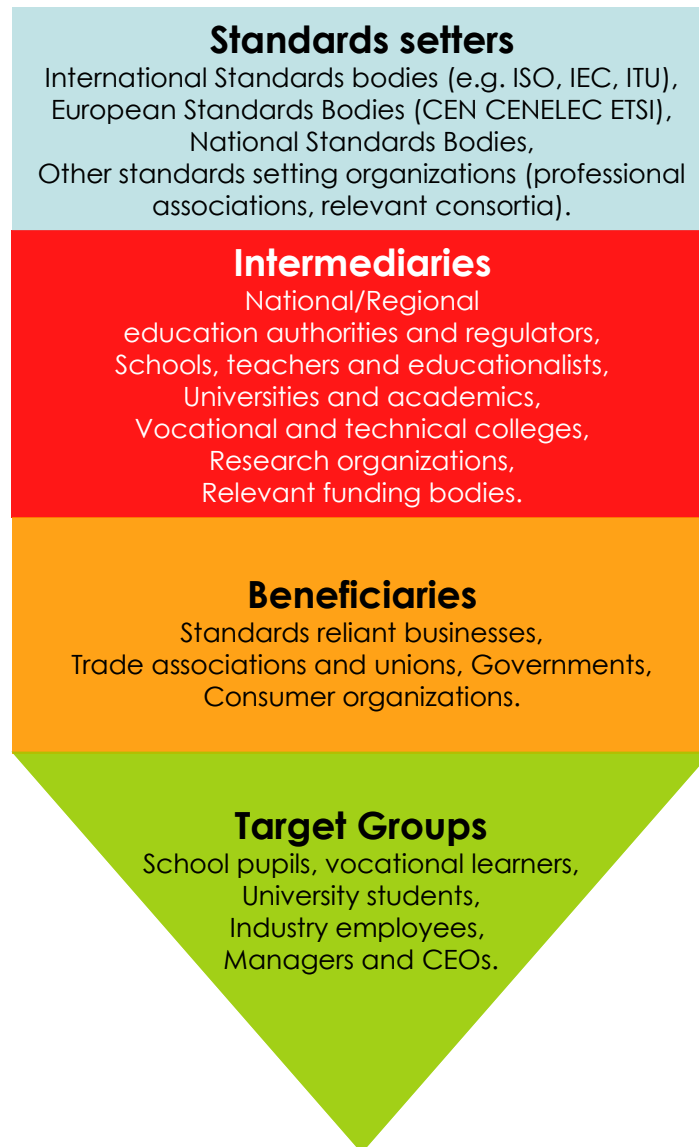 Standards setters
International Standards bodies (e.g. ISO, IEC, ITU),
European Standards Bodies (CEN CENELEC ETSI),
National Standards Bodies,
Other standards setting organizations (professional
associations, relevant consortia).
Intermediaries
National/Regional
education authorities and regulators,
Schools, teachers and educationalists,
Universities and academics,
Vocational and technical colleges,
Research organizations,
Relevant funding bodies.
Beneficiaries
Standards reliant businesses,
Trade associations and unions, Governments,
Consumer organizations.
Target Groups
School pupils, vocational learners,
University students,
Industry employees,
Managers and CEOs.